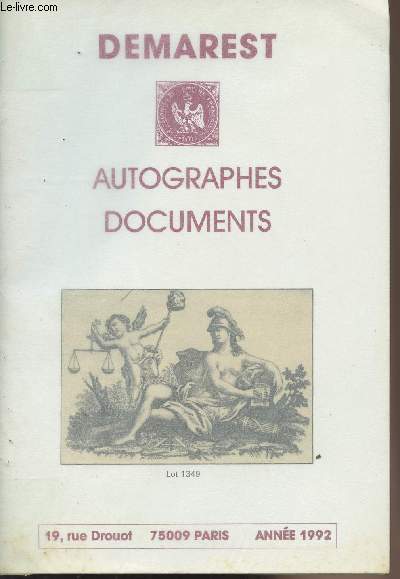 © Le-livre.com
DEMAREST
AUTOGRAPHES
DOCUMENTS
Lot 1349
19, rue Drouot 75009 PARIS ANNÉE 1992